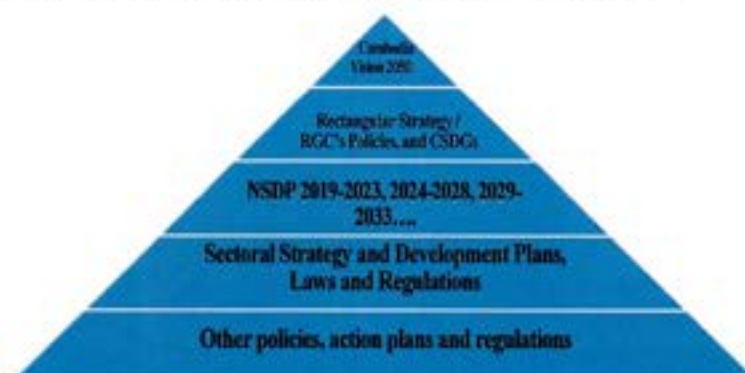 Cambodia
Vision 2050
Rectangular Strategy /
RGC's Policies, and CSDGs
NSDP 2019-2023, 2024-2028, 2029-
2033….
Sectoral Strategy and Development Plans,
Laws and Regulations
Other policies, action plans and regulations